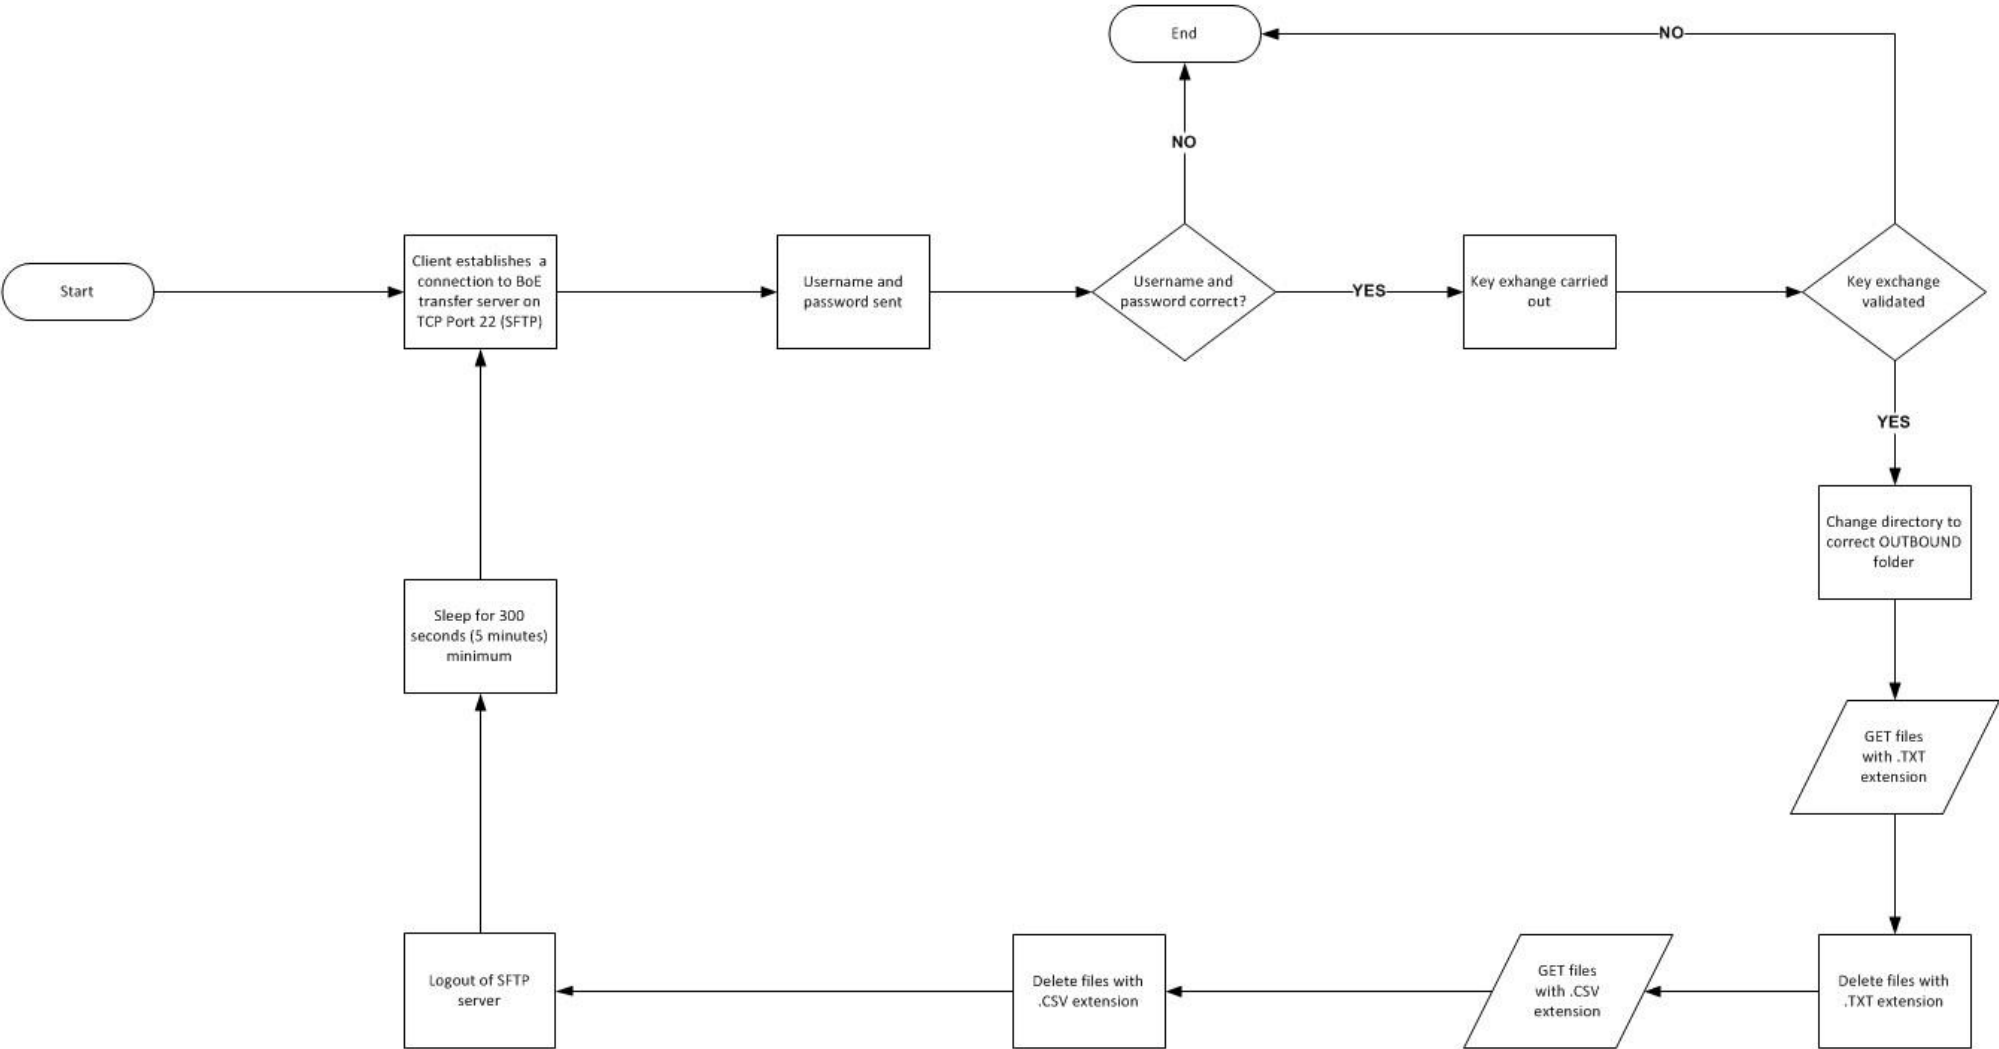 End
NO
NO
Start
Client establishes a
connection to BoE
transfer server on
TCP Port 22 (SFTP)
Username and
password sent
Username and
password correct?
YES
Key exhange carried
out
Key exchange
validated
YES
Change directory to
correct OUTBOUND
folder
GET files
with .TXT
extension
Delete files with
.TXT extension
GET files
with .CSV
extension
Delete files with
.CSV extension
Logout of SFTP
server
Sleep for 300
seconds (5 minutes)
minimum